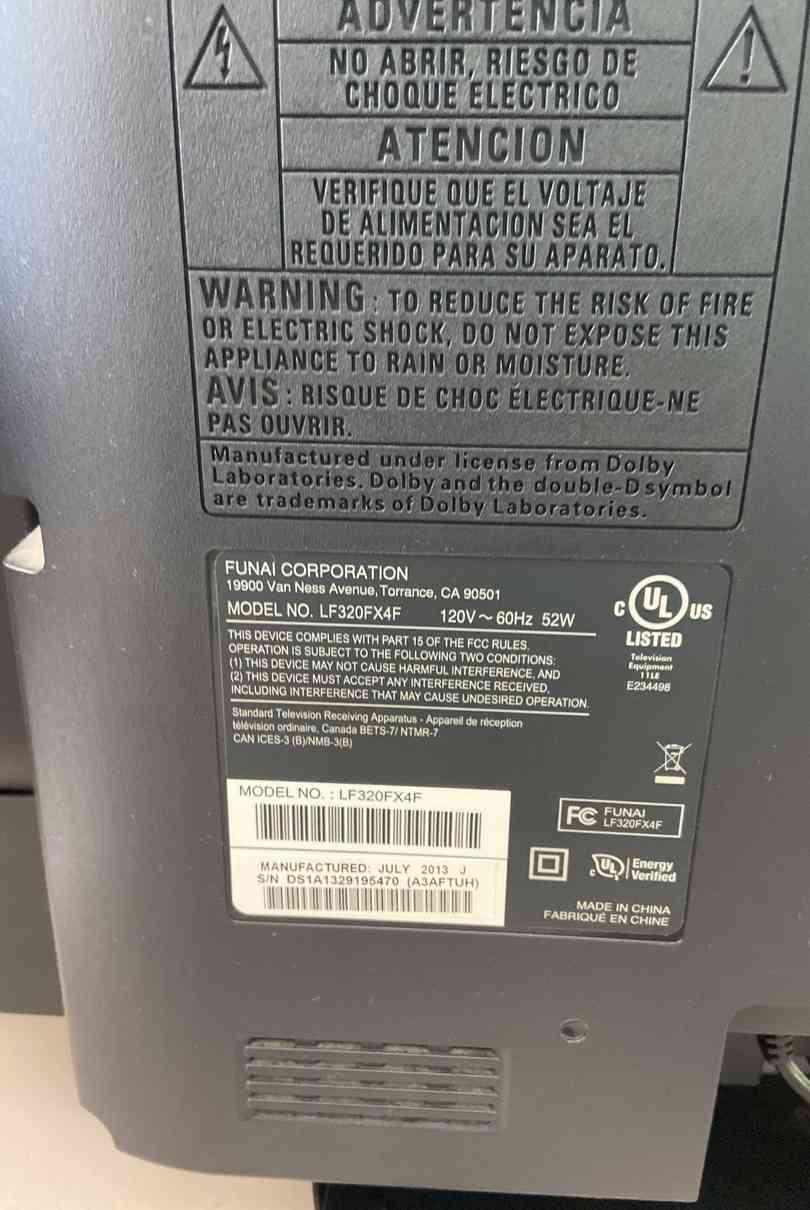 ADVERTENCIA
NO ABRIR, RIESGO DE
CHOQUE ELECTRICO
ATENCION
VERIFIQUE QUE EL VOLTAJE
DE ALIMENTACION SEA EL
REQUERIDO PARA SU APARATO.
WARNING : TO REDUCE THE RISK OF FIRE
OR ELECTRIC SHOCK, DO NOT EXPOSE THIS
APPLIANCE TO RAIN OR MOISTURE.
AVIS : RISQUE DE CHOC ÉLECTRIQUE-NE
PAS OUVRIR.
Manufactured under license from Dolby
Laboratories. Dolby and the double-D symbol
are trademarks of Dolby Laboratories.
FUNAI CORPORATION
19900 Van Ness Avenue, Torrance, CA 90501
MODEL NO. LF320FX4F 120V ~ 60Hz 52W
THIS DEVICE COMPLIES WITH PART 15 OF THE FCC RULES.
OPERATION IS SUBJECT TO THE FOLLOWING TWO CONDITIONS:
(1) THIS DEVICE MAY NOT CAUSE HARMFUL INTERFERENCE, AND
(2) THIS DEVICE MUST ACCEPT ANY INTERFERENCE RECEIVED,
INCLUDING INTERFERENCE THAT MAY CAUSE UNDESIRED OPERATION.
Standard Television Receiving Apparatus - Appareil de réception
télévision ordinaire, Canada BETS-7/ NTMR-7
CAN ICES-3 (B)/NMB-3(B)
C UL US
LISTED
Television
Equipment
11LE
E234498
MODEL NO. : LF320FX4F
MANUFACTURED: JULY 2013 J
S/N DS1A1329195470 (A3AFTUH)
FC FUNAI
LF320FX4F
c UL Energy
Verified
MADE IN CHINA
FABRIQUÉ EN CHINE